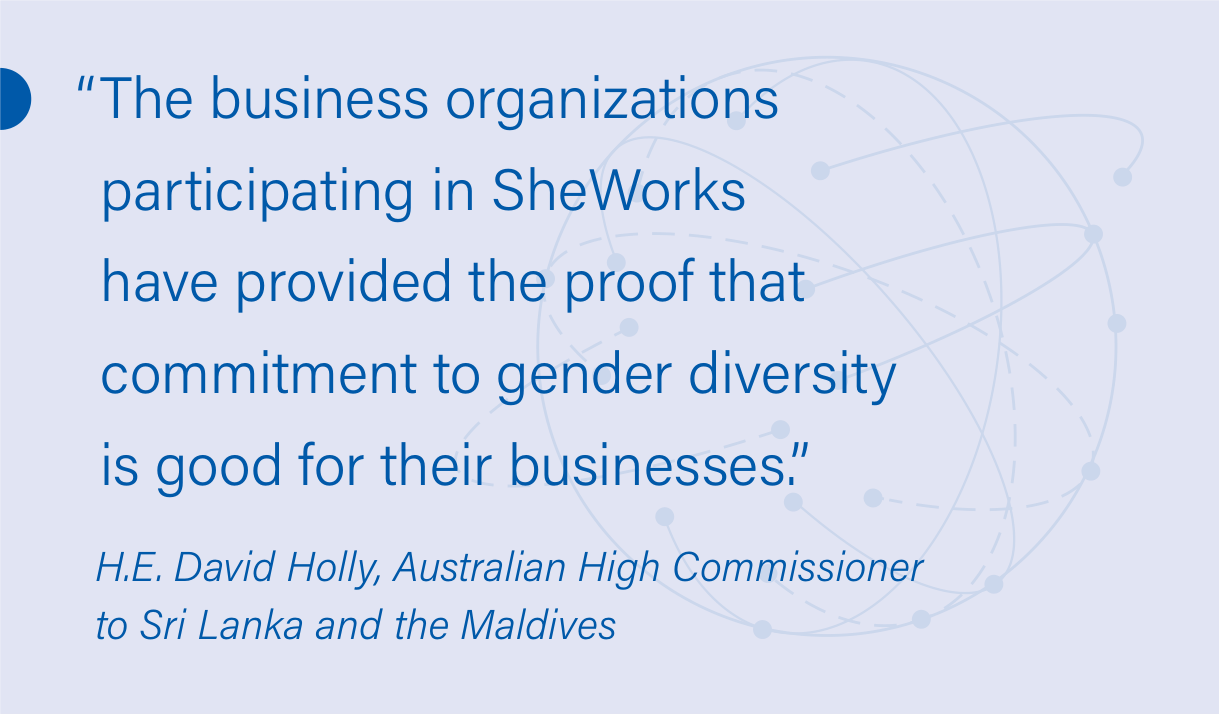 “The business organizations
participating in SheWorks
have provided the proof that
commitment to gender diversity
is good for their businesses.”
H.E. David Holly, Australian High Commissioner
to Sri Lanka and the Maldives